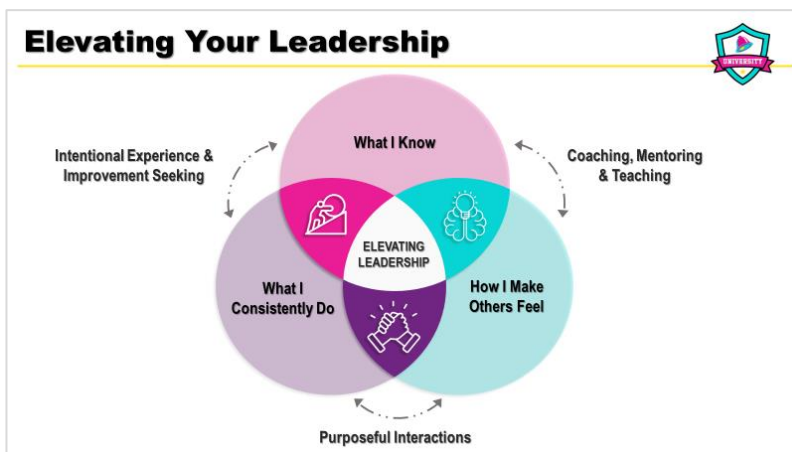 Elevating Your Leadership
UNIVERSITY
What I Know
Intentional Experience &
Improvement Seeking
Coaching, Mentoring
& Teaching
ELEVATING
LEADERSHIP
What I
Consistently Do
How I Make
Others Feel
Purposeful Interactions